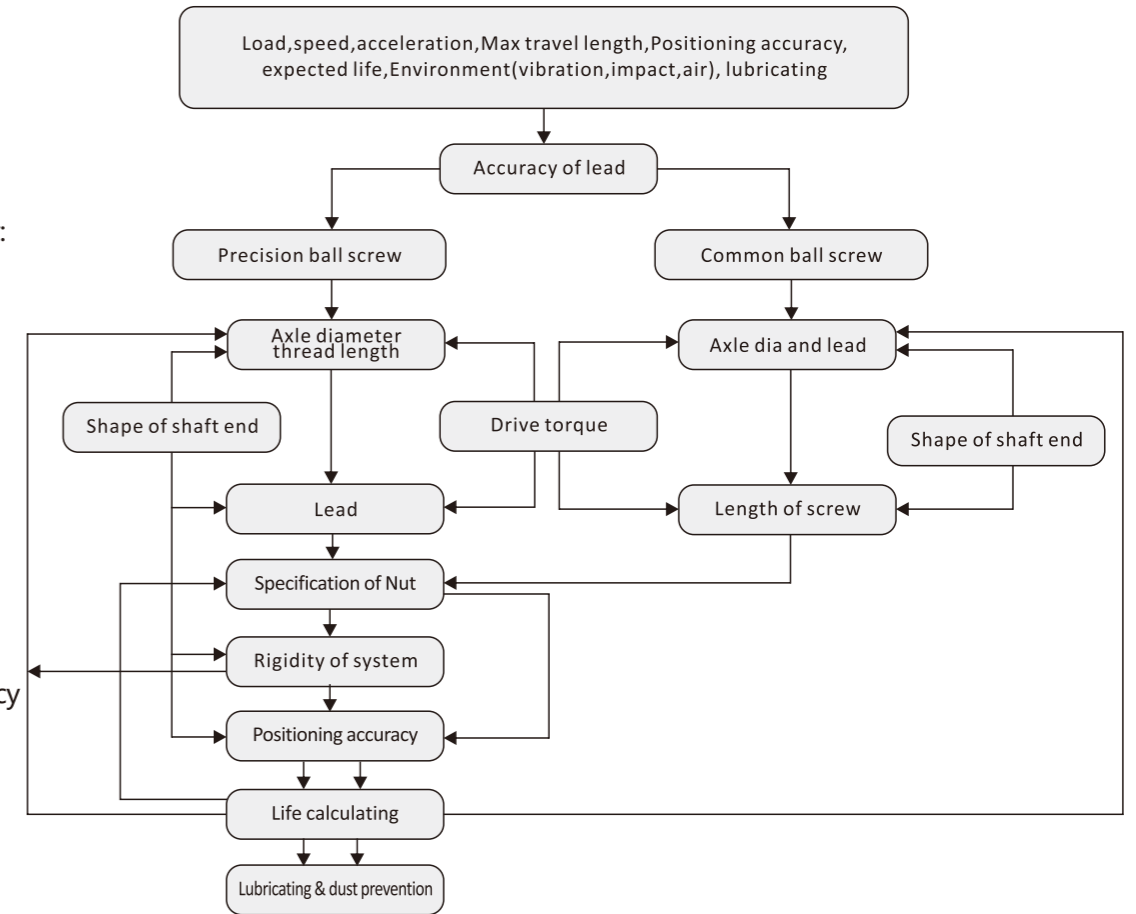 Load,speed,acceleration,Max travel length,Positioning accuracy,
expected life,Environment(vibration,impact,air), lubricating
Accuracy of lead
:
Precision ball screw
Common ball screw
Axle diameter
thread length
Axle dia and lead
Shape of shaft end
Drive torque
Shape of shaft end
Lead
Length of screw
Specification of Nut
Rigidity of system
cy
Positioning accuracy
Life calculating
Lubricating & dust prevention